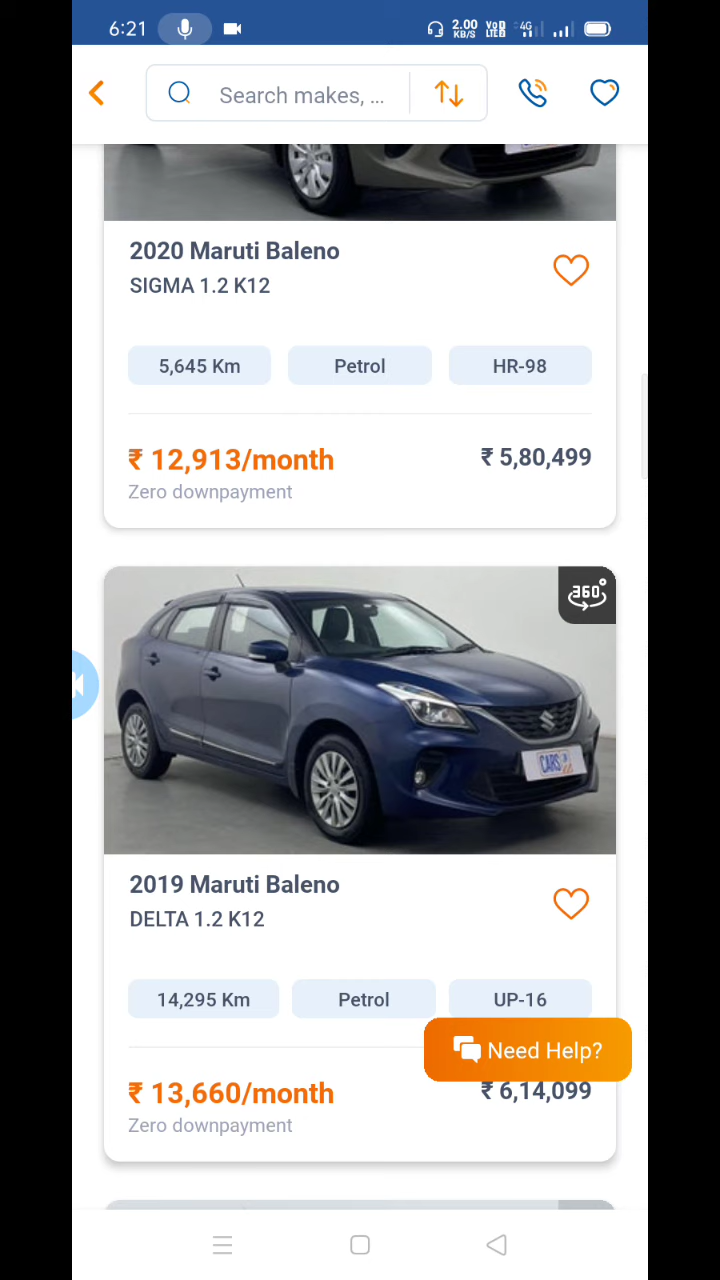 6:21
2.00 KB/S
4G
Search makes, ...
2020 Maruti Baleno
SIGMA 1.2 K12
5,645 Km
Petrol
HR-98
₹ 12,913/month
₹ 5,80,499
Zero downpayment
360°
CARS
2019 Maruti Baleno
DELTA 1.2 K12
14,295 Km
Petrol
UP-16
Need Help?
₹ 13,660/month
₹ 6,14,099
Zero downpayment